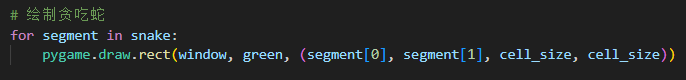 # 绘制贪吃蛇
for segment in snake:
    pygame.draw.rect(window, green, (segment[0], segment[1], cell_size, cell_size))